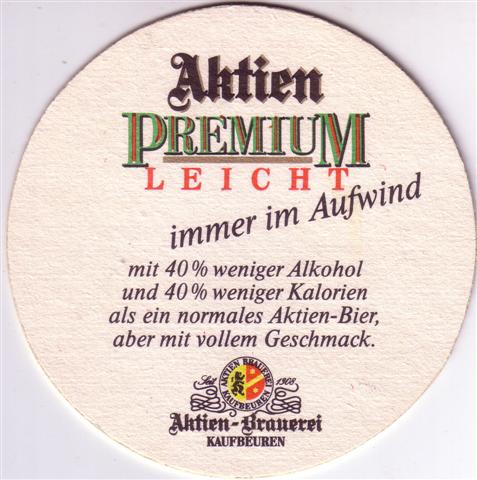 Aktien
PREMIUM
LEICHT
immer im Aufwind
mit 40% weniger Alkohol
und 40% weniger Kalorien
als ein normales Aktien-Bier,
aber mit vollem Geschmack.
AKTIEN BRAUEREI
KAUFBEUREN
Seit 1308
Aktien-Brauerei
KAUFBEUREN